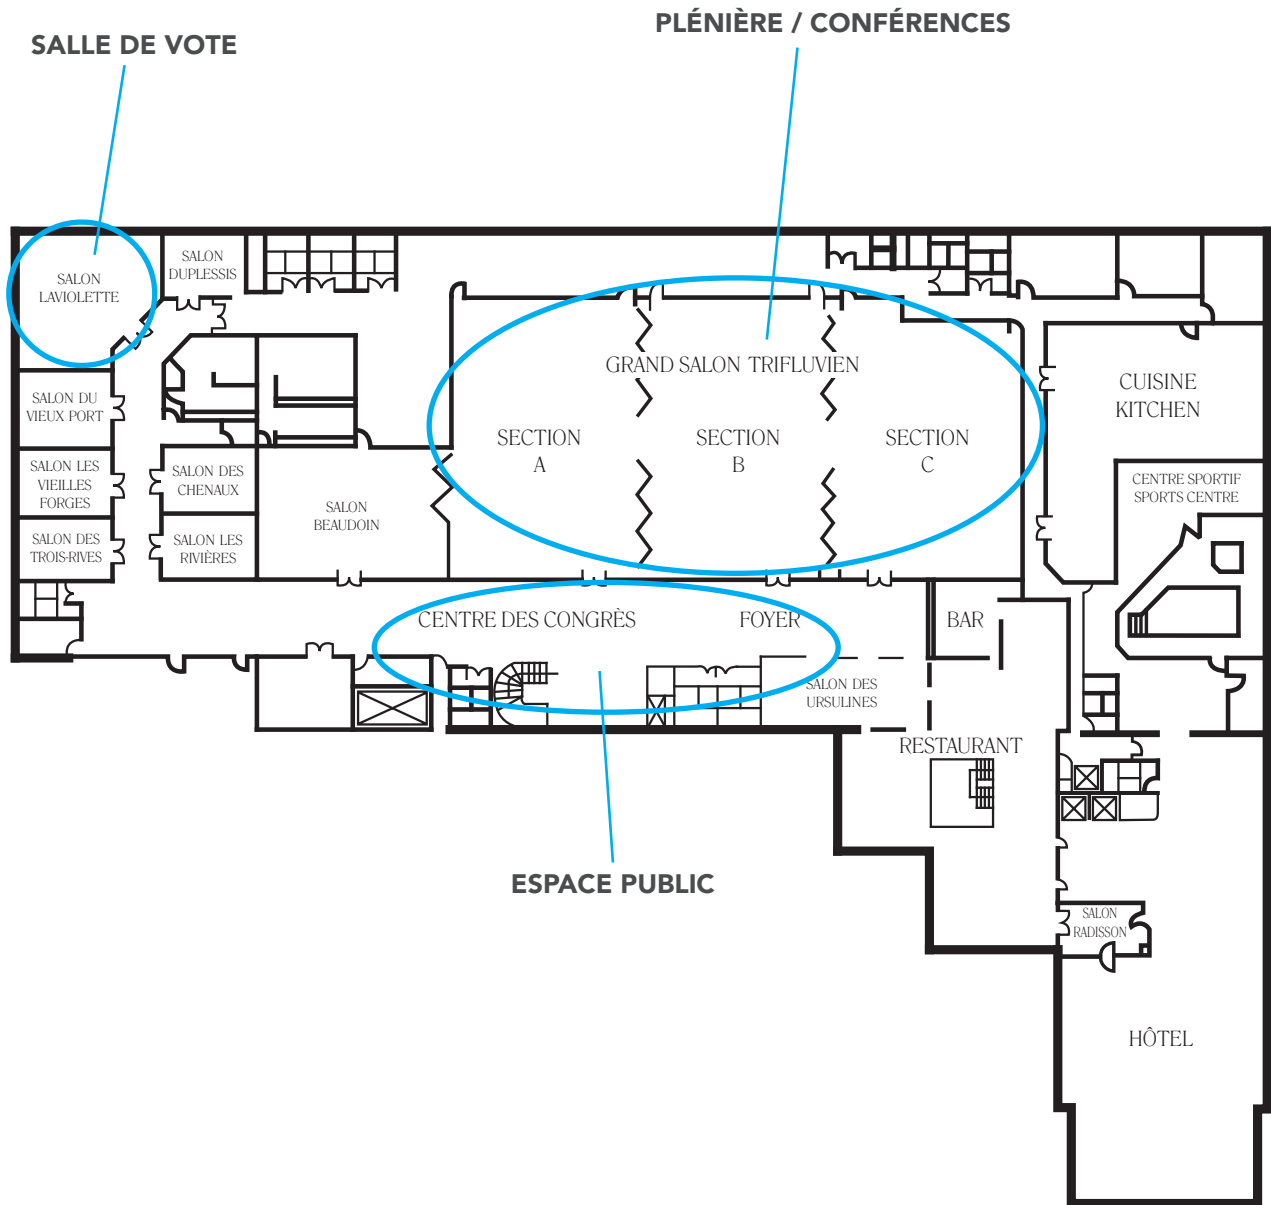 PLÉNIÈRE / CONFÉRENCES
SALLE DE VOTE
SALON
DUPLESSIS
SALON
LAVIOLETTE
GRAND SALON TRIFLUVIEN
CUISINE
KITCHEN
SALON DU
VIEUX PORT
SECTION
A
SECTION
B
SECTION
C
SALON LES
VIEILLES
FORGES
SALON DES
CHENAUX
CENTRE SPORTIF
SPORTS CENTRE
SALON
BEAUDOIN
SALON DES
TROIS-RIVES
SALON LES
RIVIÈRES
CENTRE DES CONGRÈS
FOYER
BAR
SALON DES
URSULINES
RESTAURANT
ESPACE PUBLIC
SALON
RADISSON
HÔTEL